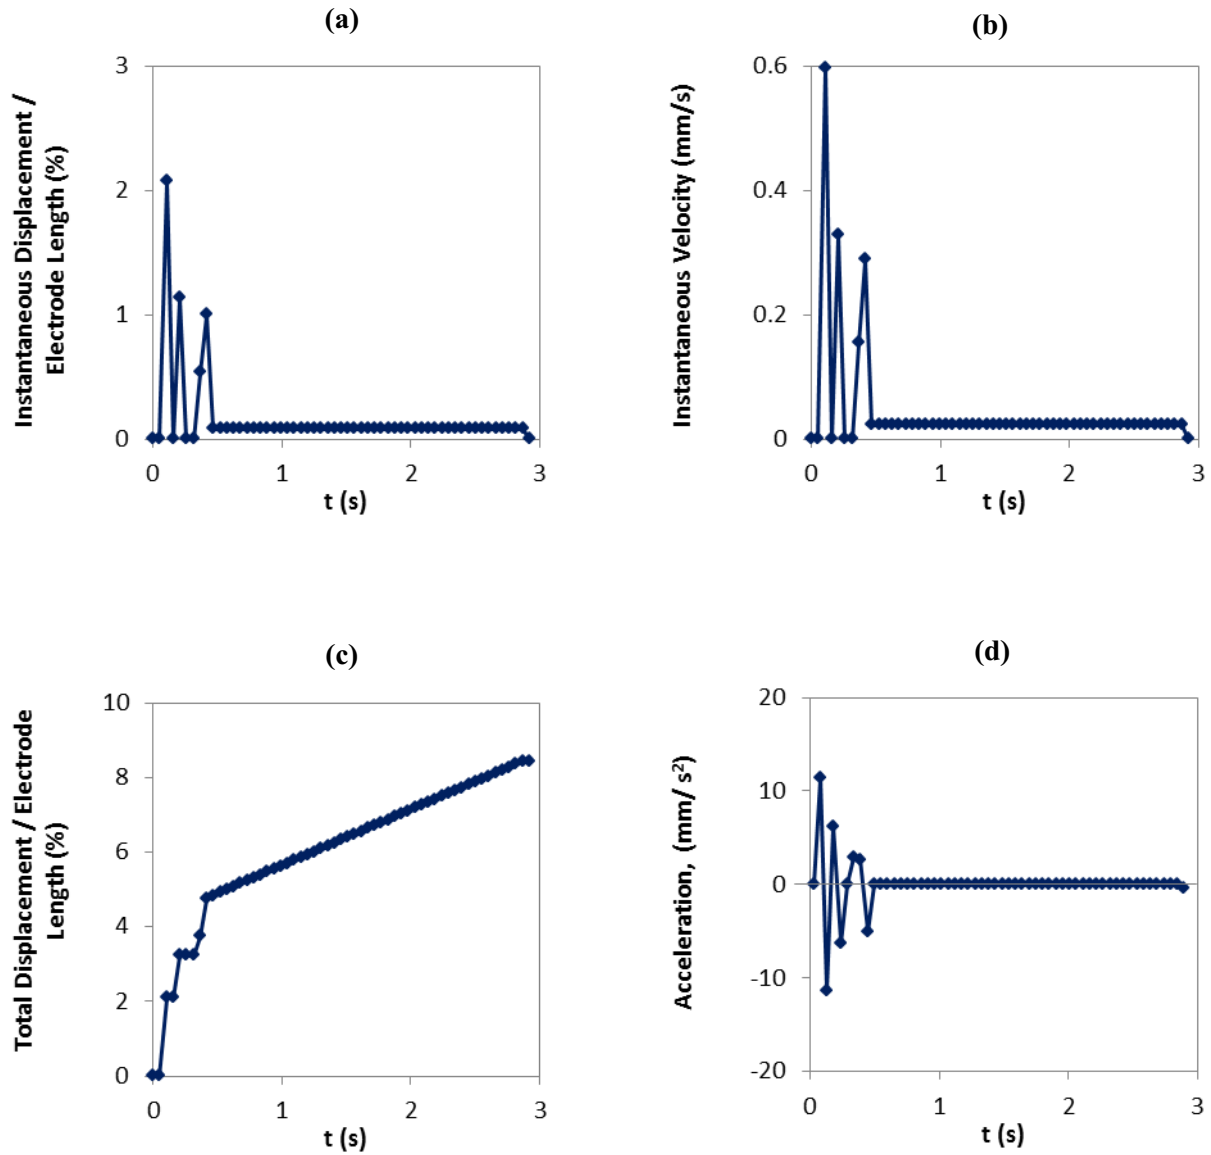 (a)
Instantaneous Displacement /
Electrode Length (%)
3
2
1
0
0 1 2 3
t (s)
(b)
Instantaneous Velocity (mm/s)
0.6
0.4
0.2
0
0 1 2 3
t (s)
(c)
Total Displacement / Electrode
Length (%)
10
8
6
4
2
0
0 1 2 3
t (s)
(d)
Acceleration, (mm/ s²)
20
10
0
-10
-20
0 1 2 3
t (s)